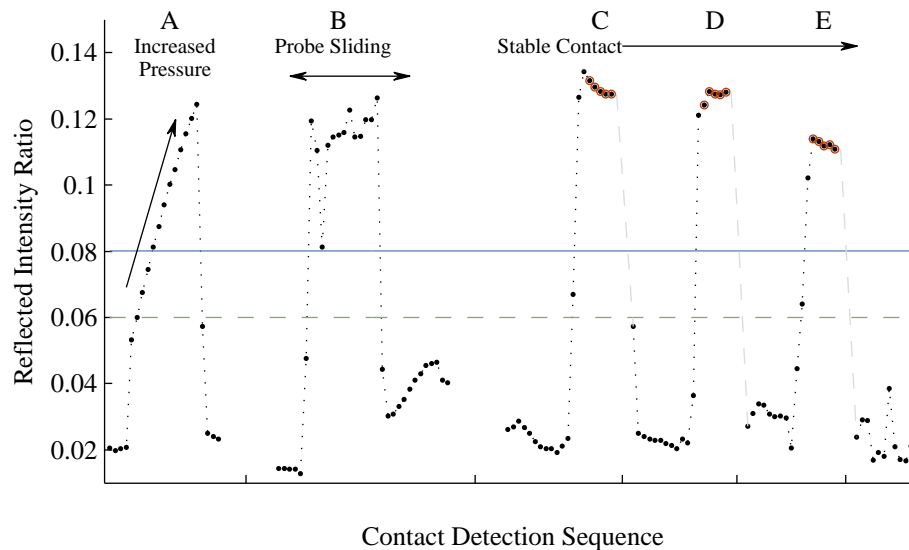 A
B
C
D
E
Increased
Pressure
Probe Sliding
Stable Contact
0.14
0.12
0.1
0.08
0.06
0.04
0.02
Reflected Intensity Ratio
Contact Detection Sequence